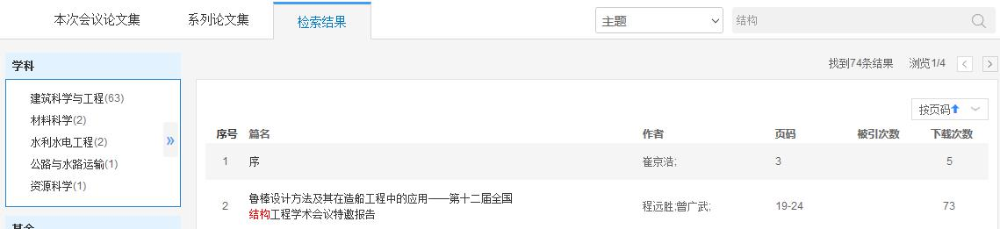 本次会议论文集 系列论文集 检索结果 主题 结构
学科
找到74条结果 浏览1/4
建筑科学与工程(63)
材料科学(2)
水利水电工程(2)
公路与水路运输(1)
资源科学(1)
»
按页码
序号 篇名 作者 页码 被引次数 下载次数
1 序 崔京浩; 3 5
2 鲁棒设计方法及其在造船工程中的应用——第十二届全国
结构工程学术会议特邀报告 程远胜;曾广武; 19-24 73